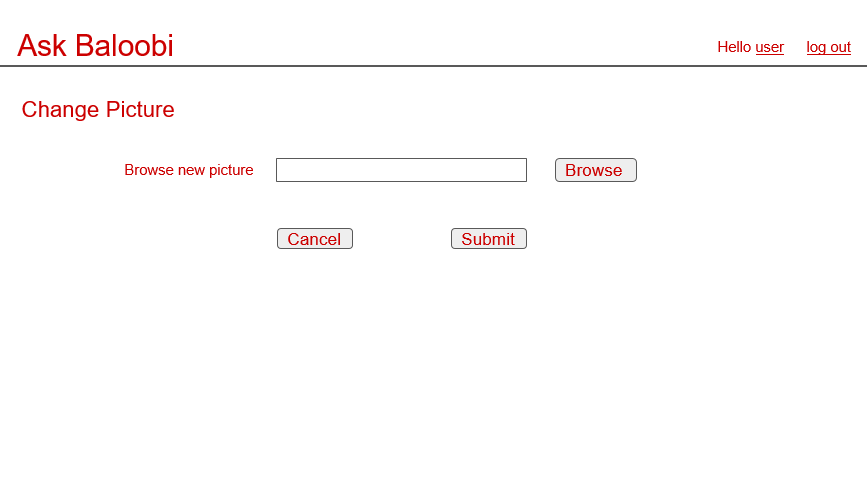 Ask Baloobi
Hello user log out
Change Picture
Browse new picture
Browse
Cancel
Submit